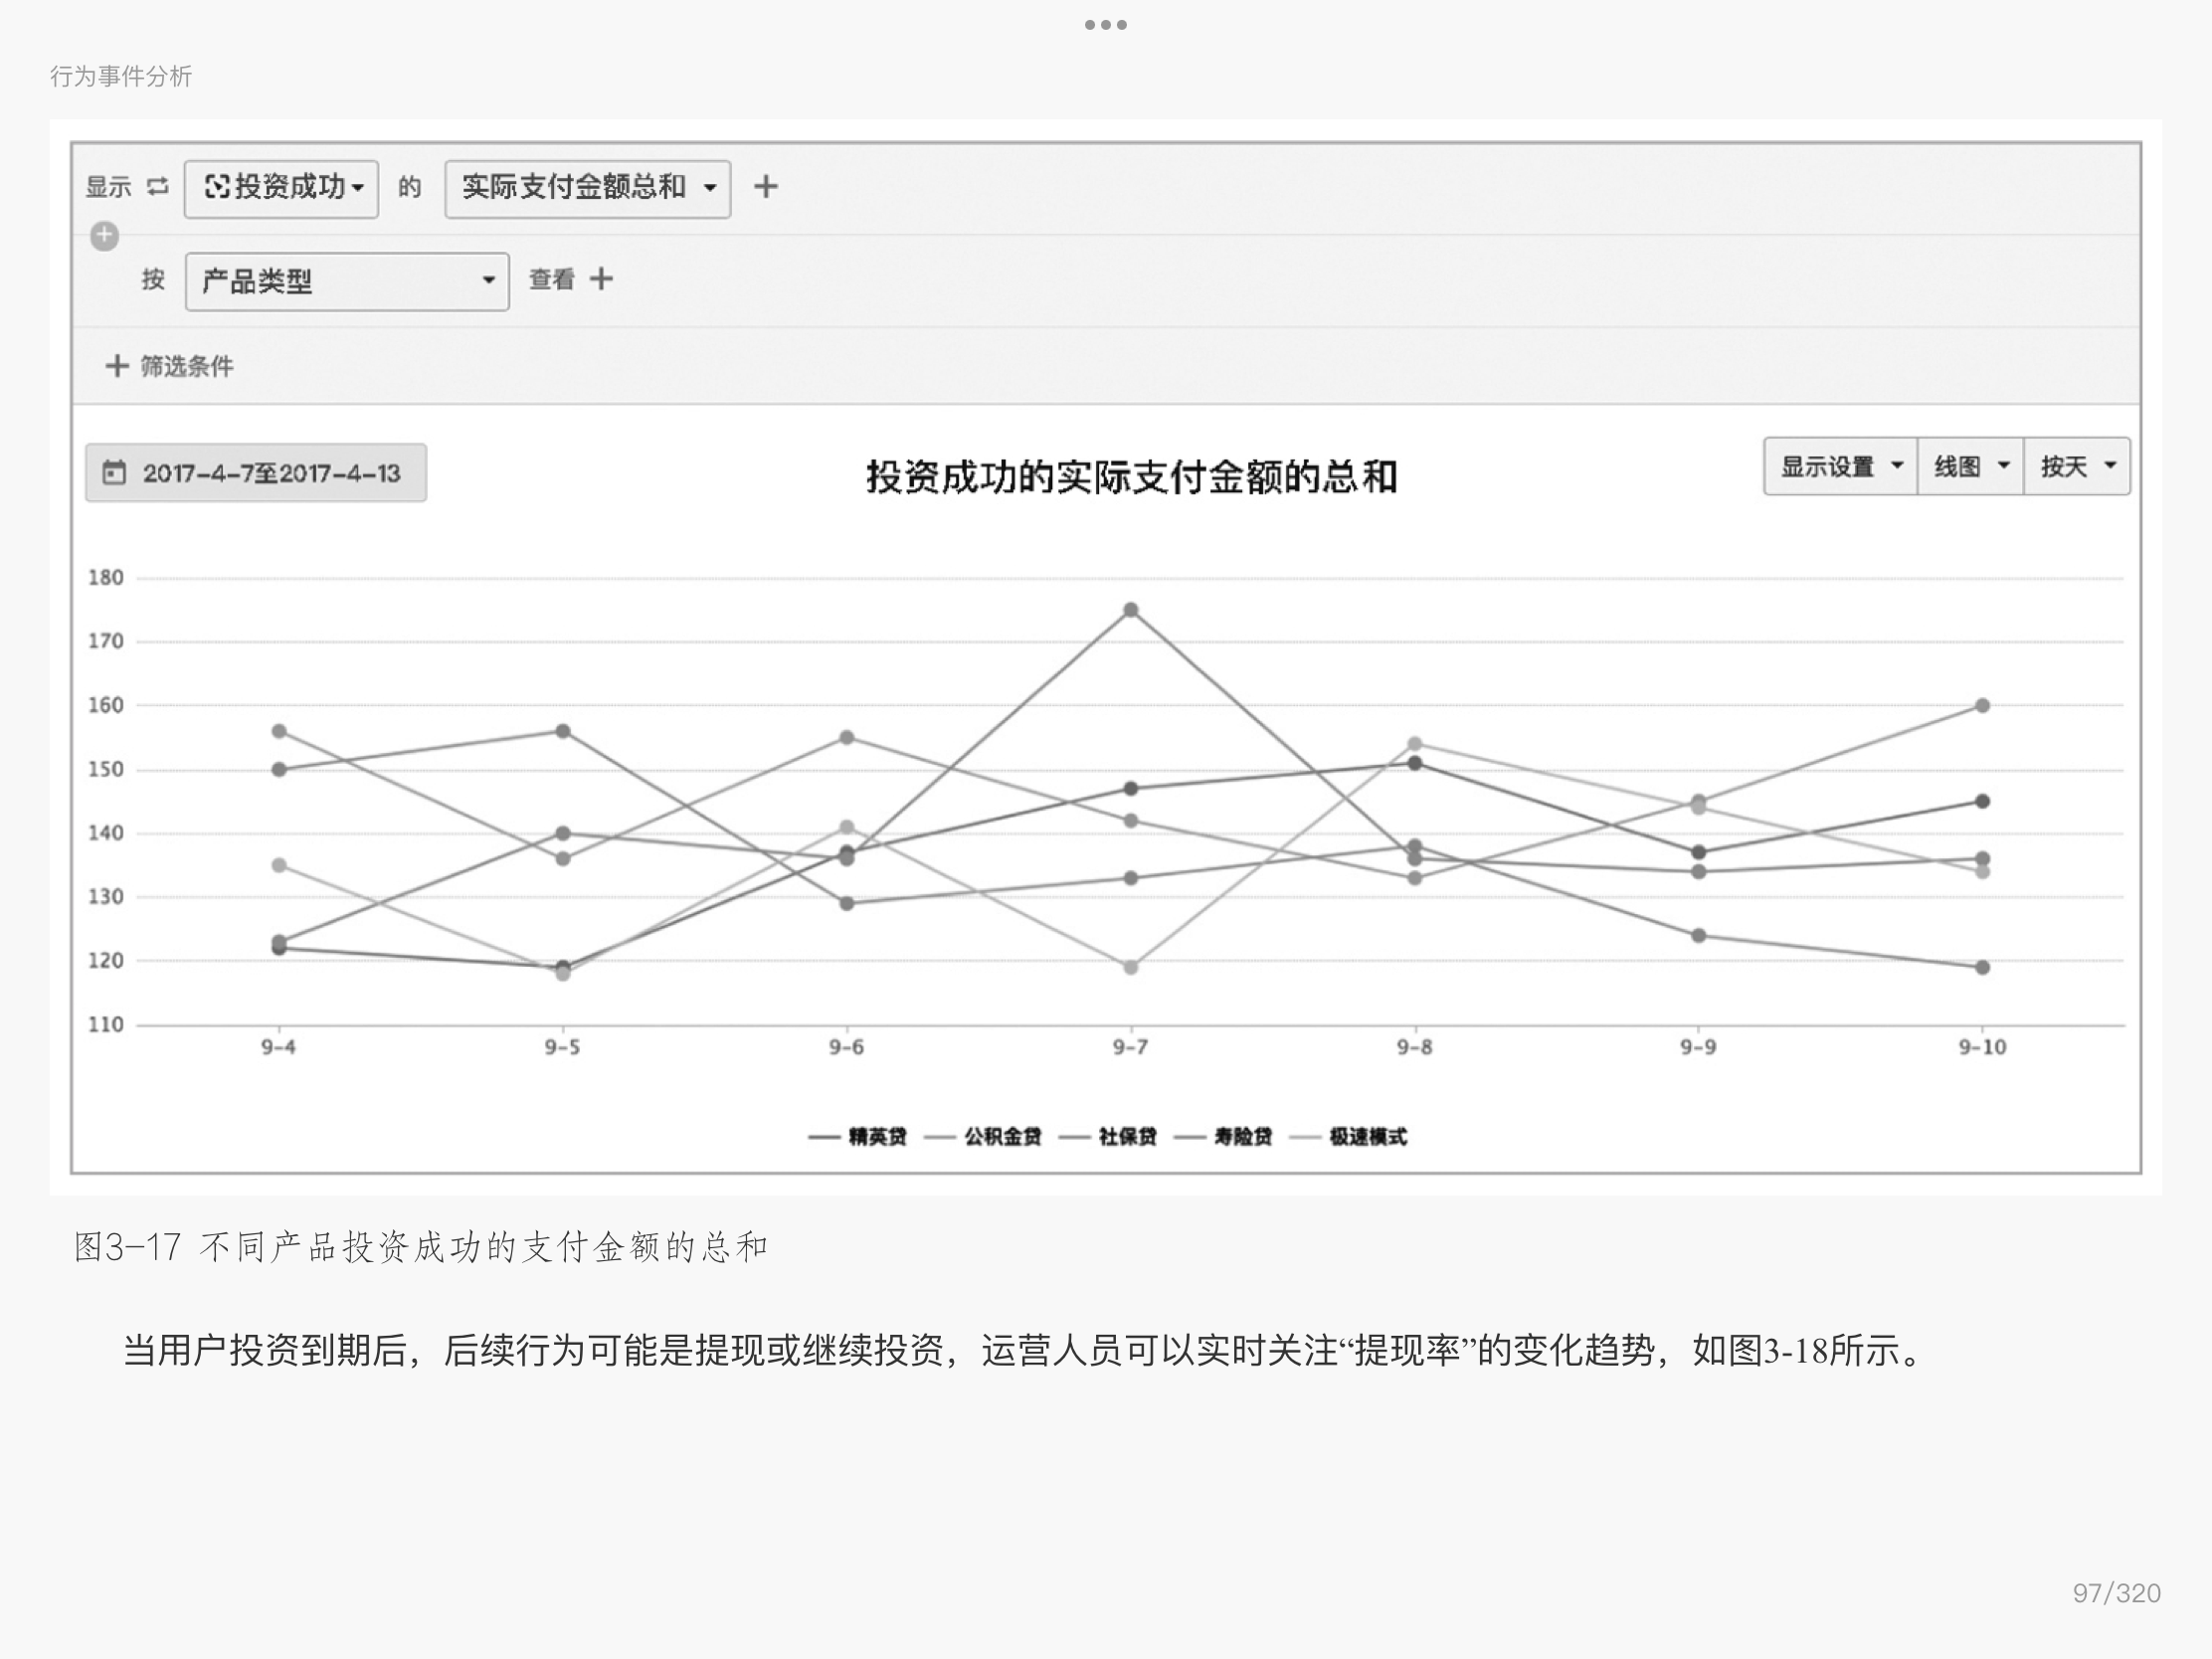 行为事件分析
显示 投资成功 的 实际支付金额总和
按 产品类型 查看
筛选条件
2017-4-7至2017-4-13 投资成功的实际支付金额的总和 显示设置 线图 按天
180
170
160
150
140
130
120
110
9-4 9-5 9-6 9-7 9-8 9-9 9-10
精英贷 公积金贷 社保贷 寿险贷 极速模式
图3-17 不同产品投资成功的支付金额的总和
当用户投资到期后，后续行为可能是提现或继续投资，运营人员可以实时关注“提现率”的变化趋势，如图3-18所示。
97/320